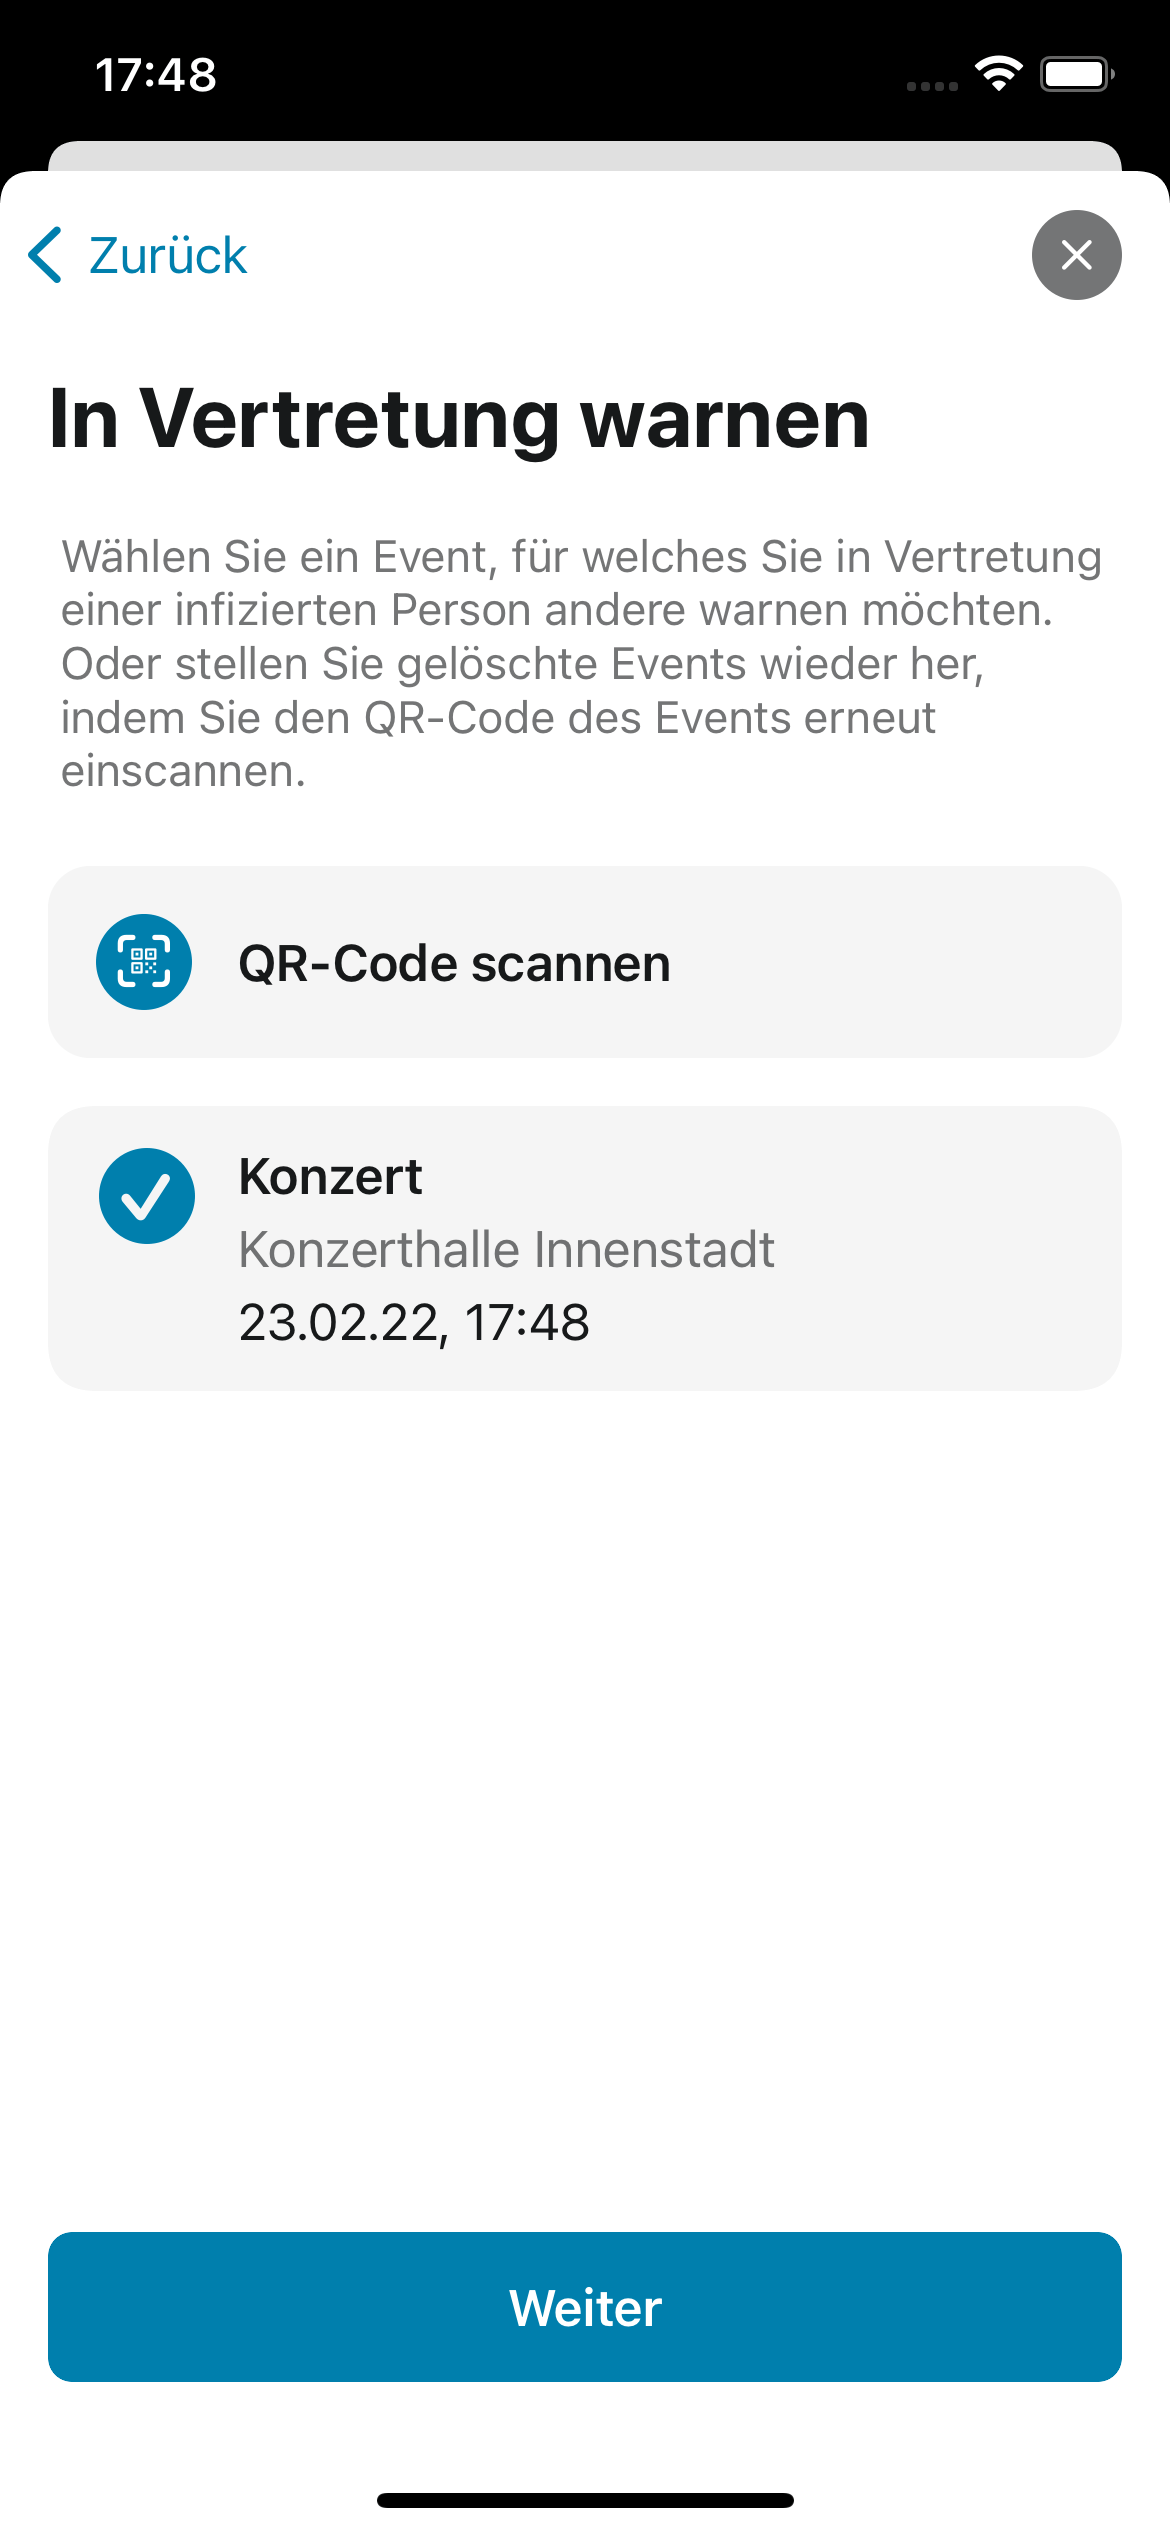 17:48
Zurück
In Vertretung warnen
Wählen Sie ein Event, für welches Sie in Vertretung
einer infizierten Person andere warnen möchten.
Oder stellen Sie gelöschte Events wieder her,
indem Sie den QR-Code des Events erneut
einscannen.
QR-Code scannen
Konzert
Konzerthalle Innenstadt
23.02.22, 17:48
Weiter